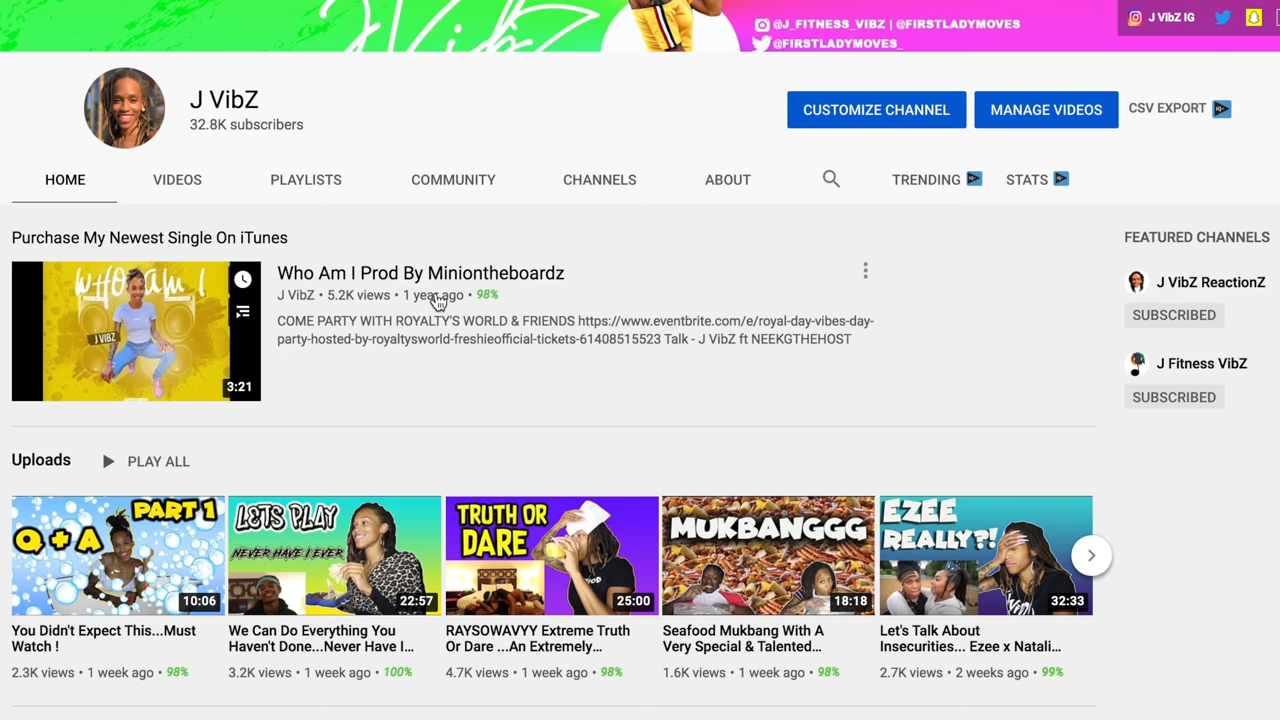 J VibZ
@J_FITNESS_VIBZ | @FIRSTLADYMOVES
@FIRSTLADYMOVES_
J VibZ IG
J VibZ
32.8K subscribers
CUSTOMIZE CHANNEL
MANAGE VIDEOS
CSV EXPORT
HOME
VIDEOS
PLAYLISTS
COMMUNITY
CHANNELS
ABOUT
TRENDING
STATS
Purchase My Newest Single On iTunes
WHO AM I
J VIBZ
3:21
Who Am I Prod By Miniontheboardz
J VibZ • 5.2K views • 1 year ago • 98%
COME PARTY WITH ROYALTY'S WORLD & FRIENDS https://www.eventbrite.com/e/royal-day-vibes-day-
party-hosted-by-royaltysworld-freshieofficial-tickets-61408515523 Talk - J VibZ ft NEEKGTHEHOST
FEATURED CHANNELS
J VibZ ReactionZ
SUBSCRIBED
J Fitness VibZ
SUBSCRIBED
Uploads
PLAY ALL
PART 1
Q + A
10:06
You Didn't Expect This...Must
Watch !
2.3K views • 1 week ago • 98%
LETS PLAY
NEVER HAVE I EVER
22:57
We Can Do Everything You
Haven't Done...Never Have I...
3.2K views • 1 week ago • 100%
TRUTH OR
DARE
25:00
RAYSOWAVYY Extreme Truth
Or Dare ...An Extremely...
4.7K views • 1 week ago • 98%
MUKBANGGG
18:18
Seafood Mukbang With A
Very Special & Talented...
1.6K views • 1 week ago • 98%
EZEE
REALLY?!
32:33
Let's Talk About
Insecurities... Ezee x Natali...
2.7K views • 2 weeks ago • 99%